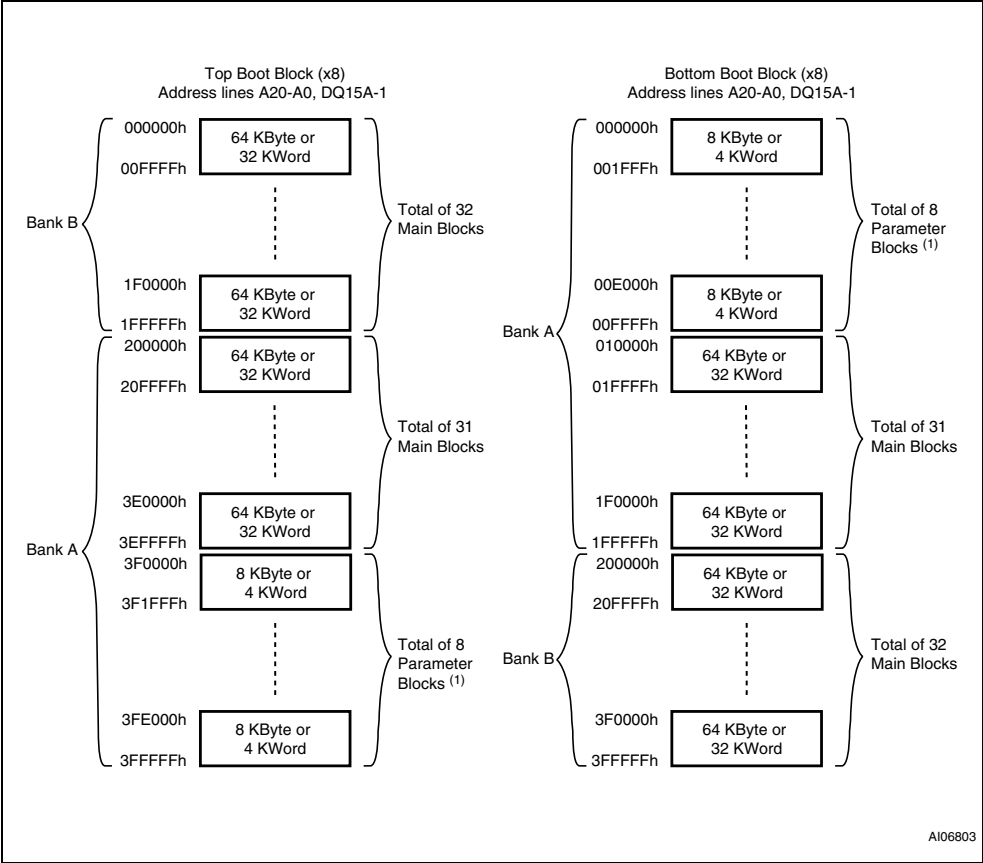 Top Boot Block (x8)
Address lines A20-A0, DQ15A-1
000000h
64 KByte or
32 KWord
00FFFFh
Total of 32
Main Blocks
Bank B
1F0000h
64 KByte or
32 KWord
1FFFFFh
200000h
64 KByte or
32 KWord
20FFFFh
Total of 31
Main Blocks
3E0000h
64 KByte or
32 KWord
3EFFFFh
Bank A
3F0000h
8 KByte or
4 KWord
3F1FFFh
Total of 8
Parameter
Blocks (1)
3FE000h
8 KByte or
4 KWord
3FFFFFh
Bottom Boot Block (x8)
Address lines A20-A0, DQ15A-1
000000h
8 KByte or
4 KWord
001FFFh
Total of 8
Parameter
Blocks (1)
00E000h
8 KByte or
4 KWord
00FFFFh
Bank A
010000h
64 KByte or
32 KWord
01FFFFh
Total of 31
Main Blocks
1F0000h
64 KByte or
32 KWord
1FFFFFh
200000h
64 KByte or
32 KWord
20FFFFh
Bank B
Total of 32
Main Blocks
3F0000h
64 KByte or
32 KWord
3FFFFFh
AI06803